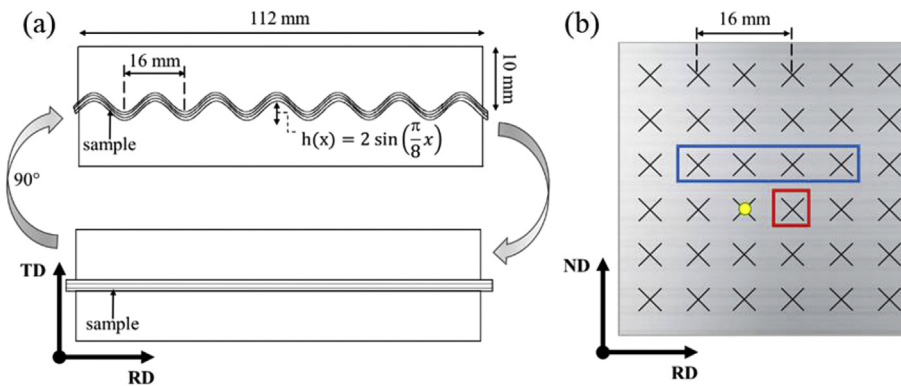 (a)
112 mm
16 mm
10 mm
sample
h(x) = 2 sin(π/8 x)
90°
TD
sample
RD
(b)
16 mm
ND
RD